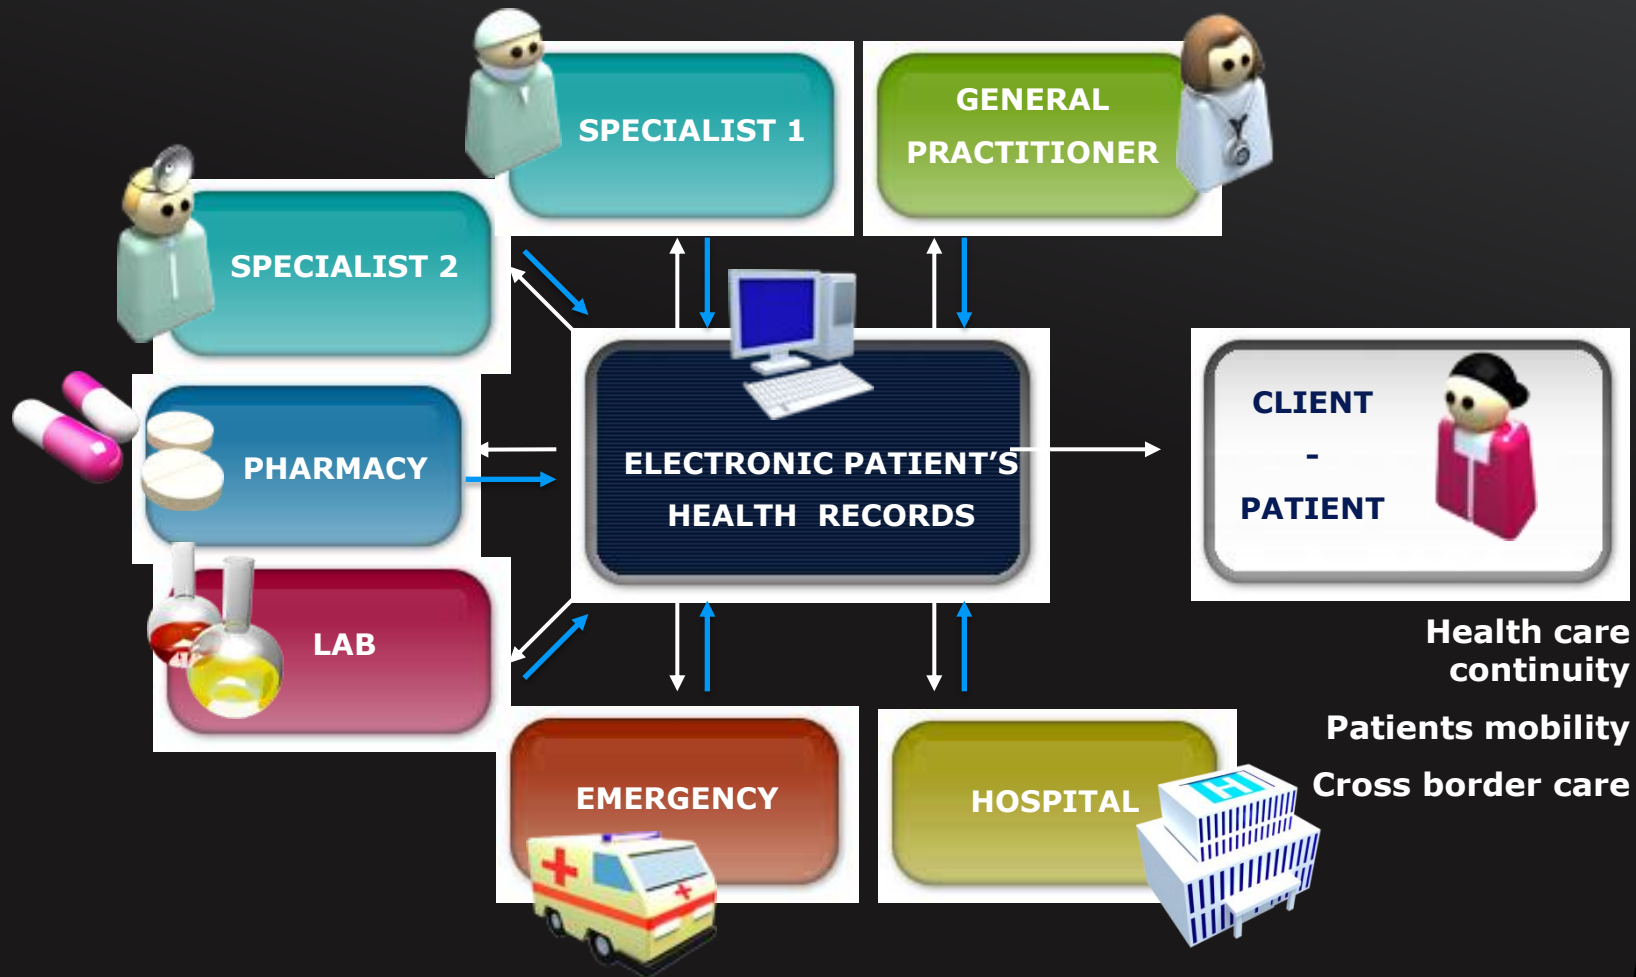 SPECIALIST 1
GENERAL
PRACTITIONER
SPECIALIST 2
PHARMACY
LAB
ELECTRONIC PATIENT’S
HEALTH RECORDS
CLIENT
-
PATIENT
Health care
continuity
Patients mobility
Cross border care
EMERGENCY
HOSPITAL
H